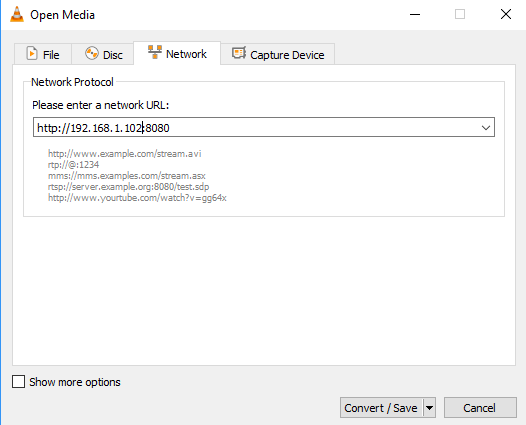 Open Media
File Disc Network Capture Device
Network Protocol
Please enter a network URL:
http://192.168.1.102:8080
http://www.example.com/stream.avi
rtp://@:1234
mms://mms.examples.com/stream.asx
rtsp://server.example.org:8080/test.sdp
http://www.yourtube.com/watch?v=gg64x
Show more options
Convert / Save Cancel